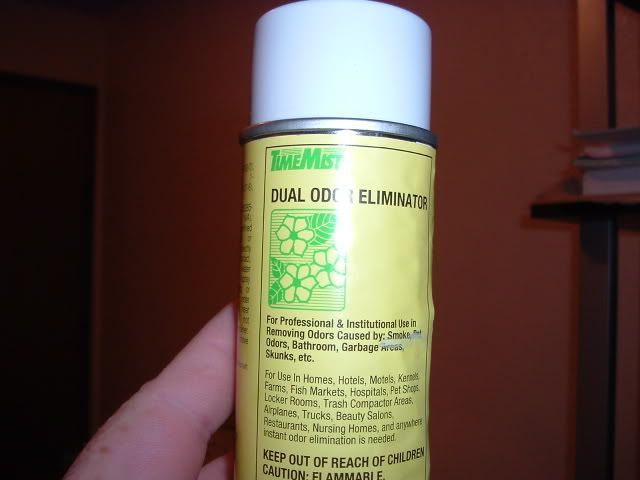 TIMEMIST
DUAL ODOR ELIMINATOR
For Professional & Institutional Use in
Removing Odors Caused by: Smoke, Pet
Odors, Bathroom, Garbage Areas,
Skunks, etc.
For Use In Homes, Hotels, Motels, Kennels,
Farms, Fish Markets, Hospitals, Pet Shops,
Locker Rooms, Trash Compactor Areas,
Airplanes, Trucks, Beauty Salons,
Restaurants, Nursing Homes, and anywhere
instant odor elimination is needed.
KEEP OUT OF REACH OF CHILDREN
CAUTION: FLAMMABLE.